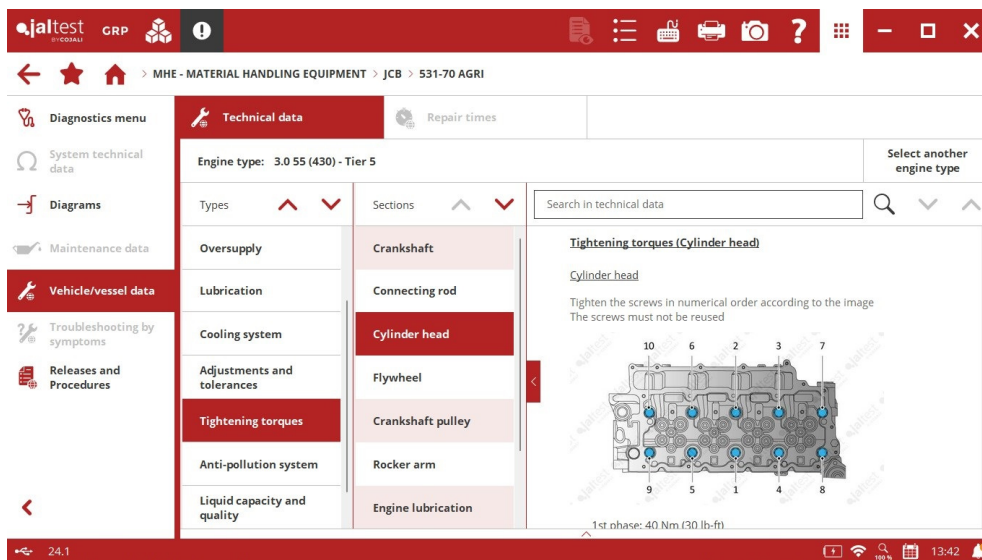 jaltest
BY COJALI
GRP
> MHE - MATERIAL HANDLING EQUIPMENT > JCB > 531-70 AGRI
Diagnostics menu
System technical
data
Diagrams
Maintenance data
Vehicle/vessel data
Troubleshooting by
symptoms
Releases and
Procedures
Technical data
Repair times
Engine type: 3.0 55 (430) - Tier 5
Select another
engine type
Types
Oversupply
Lubrication
Cooling system
Adjustments and
tolerances
Tightening torques
Anti-pollution system
Liquid capacity and
quality
Sections
Crankshaft
Connecting rod
Cylinder head
Flywheel
Crankshaft pulley
Rocker arm
Engine lubrication
Search in technical data
Tightening torques (Cylinder head)
Cylinder head
Tighten the screws in numerical order according to the image
The screws must not be reused
10 6 2 3 7
9 5 1 4 8
1st phase: 40 Nm (30 lb-ft)
24.1
100 %
13:42